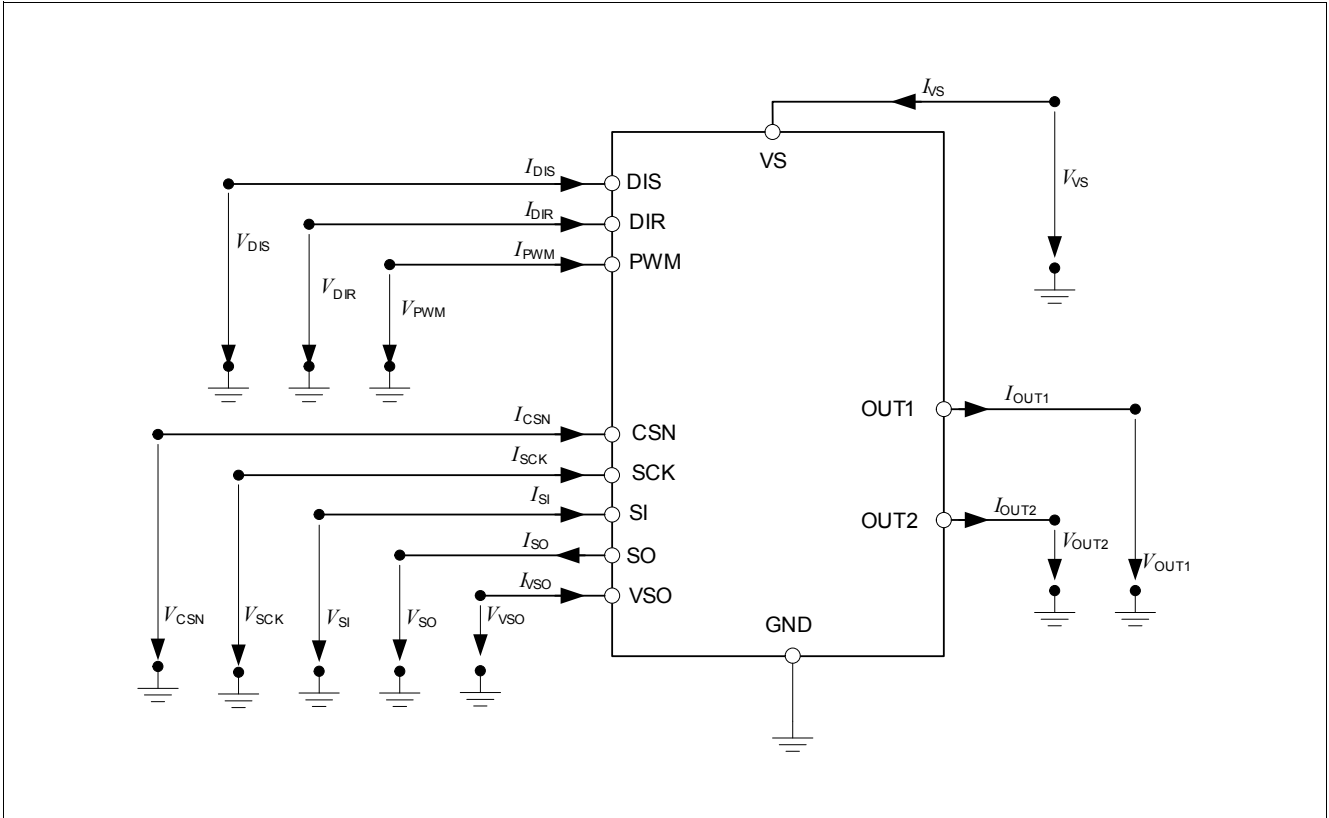 IVS
VS
VVS
IDIS
DIS
VDIS
IDIR
DIR
VDIR
IPWM
PWM
VPWM
ICSN
CSN
VCSN
ISCK
SCK
VSCK
ISI
SI
VSI
ISO
SO
VSO
IVSO
VSO
VVSO
OUT1
IOUT1
VOUT1
OUT2
IOUT2
VOUT2
GND